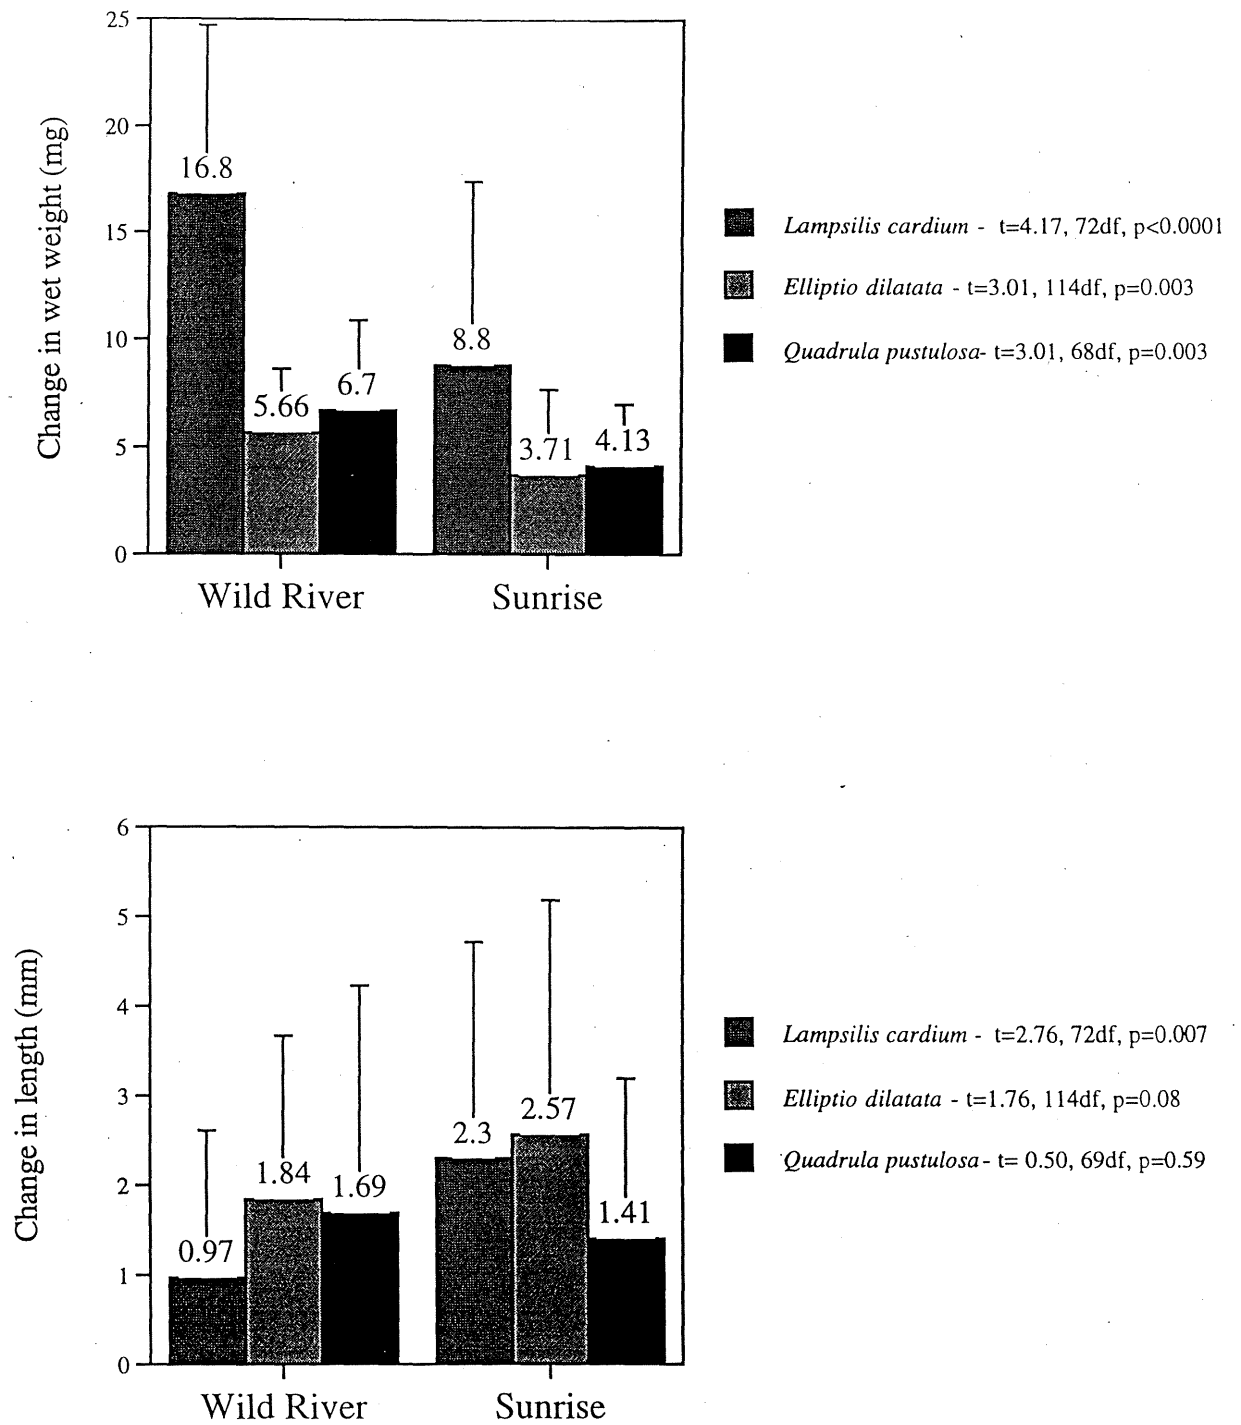 25
20
15
10
5
0
Change in wet weight (mg)
16.8
5.66
6.7
8.8
3.71
4.13
Wild River
Sunrise
Lampsilis cardium - t=4.17, 72df, p<0.0001
Elliptio dilatata - t=3.01, 114df, p=0.003
Quadrula pustulosa- t=3.01, 68df, p=0.003
6
5
4
3
2
1
0
Change in length (mm)
0.97
1.84
1.69
2.3
2.57
1.41
Wild River
Sunrise
Lampsilis cardium - t=2.76, 72df, p=0.007
Elliptio dilatata - t=1.76, 114df, p=0.08
Quadrula pustulosa- t= 0.50, 69df, p=0.59